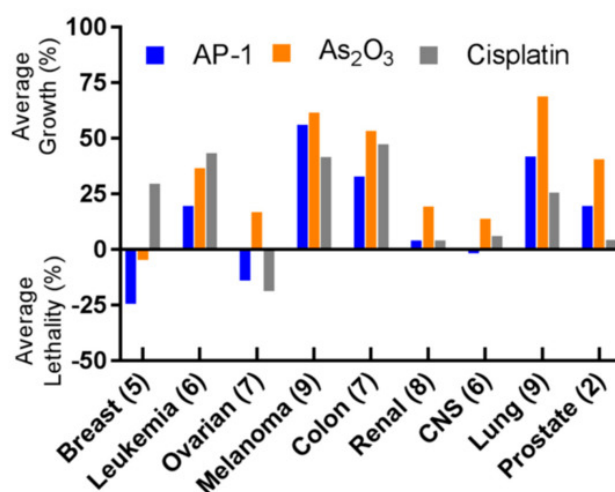 100
75
50
25
0
-25
-50
Average
Growth (%)
Average
Lethality (%)
AP-1
As₂O₃
Cisplatin
Breast (5)
Leukemia (6)
Ovarian (7)
Melanoma (9)
Colon (7)
Renal (8)
CNS (6)
Lung (9)
Prostate (2)